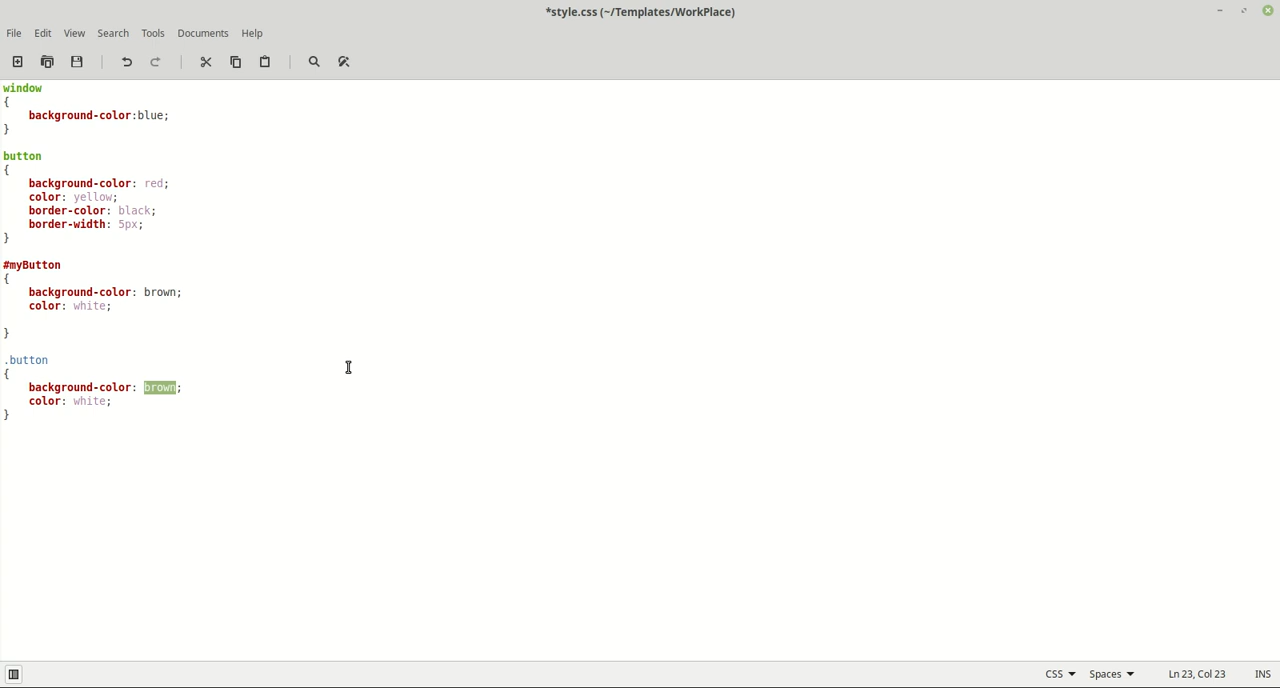 *style.css (~/Templates/WorkPlace)
File Edit View Search Tools Documents Help
window
{
    background-color:blue;
}

button
{
    background-color: red;
    color: yellow;
    border-color: black;
    border-width: 5px;
}

#myButton
{
    background-color: brown;
    color: white;

}

.button
{
    background-color: brown;
    color: white;
}
CSS Spaces Ln 23, Col 23 INS